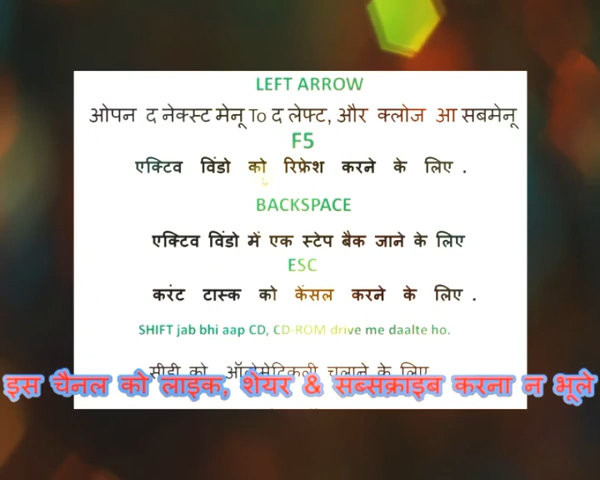 LEFT ARROW
ओपन द नेक्स्ट मेनू To द लेफ्ट, और क्लोज आ सबमेनू
F5
एक्टिव विंडो को रिफ्रेश करने के लिए .
BACKSPACE
एक्टिव विंडो में एक स्टेप बैक जाने के लिए
ESC
करंट टास्क को केंसल करने के लिए .
SHIFT jab bhi aap CD, CD-ROM drive me daalte ho.
सीडी को ऑटोमेटिकली चलाने के लिए
इस चैनल को लाइक, शेयर & सब्सक्राइब करना न भूले